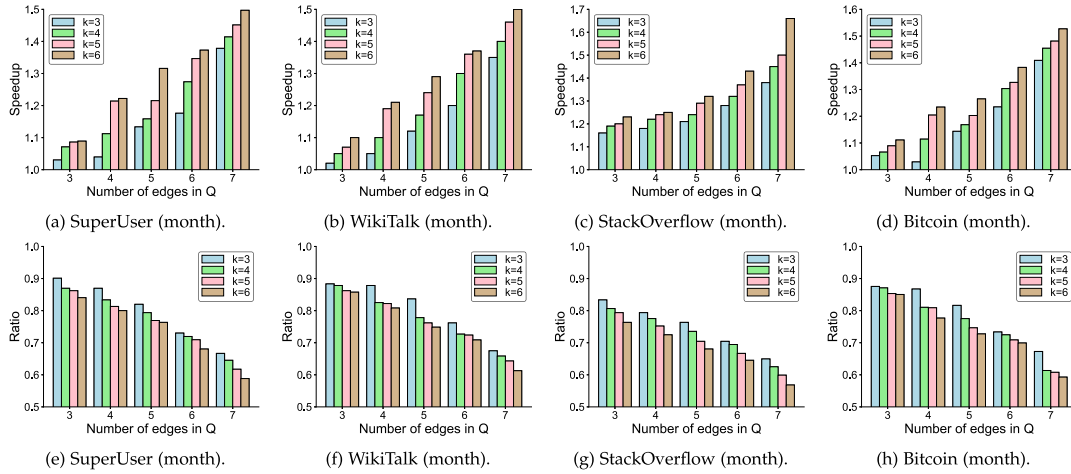 1.5
1.4
1.3
1.2
1.1
1.0
Speedup
k=3
k=4
k=5
k=6
3 4 5 6 7
Number of edges in Q
(a) SuperUser (month).
1.5
1.4
1.3
1.2
1.1
1.0
Speedup
k=3
k=4
k=5
k=6
3 4 5 6 7
Number of edges in Q
(b) WikiTalk (month).
1.7
1.6
1.5
1.4
1.3
1.2
1.1
1.0
Speedup
k=3
k=4
k=5
k=6
3 4 5 6 7
Number of edges in Q
(c) StackOverflow (month).
1.6
1.5
1.4
1.3
1.2
1.1
1.0
Speedup
k=3
k=4
k=5
k=6
3 4 5 6 7
Number of edges in Q
(d) Bitcoin (month).
1.0
0.9
0.8
0.7
0.6
0.5
Ratio
k=3
k=4
k=5
k=6
3 4 5 6 7
Number of edges in Q
(e) SuperUser (month).
1.0
0.9
0.8
0.7
0.6
0.5
Ratio
k=3
k=4
k=5
k=6
3 4 5 6 7
Number of edges in Q
(f) WikiTalk (month).
1.0
0.9
0.8
0.7
0.6
0.5
Ratio
k=3
k=4
k=5
k=6
3 4 5 6 7
Number of edges in Q
(g) StackOverflow (month).
1.0
0.9
0.8
0.7
0.6
0.5
Ratio
k=3
k=4
k=5
k=6
3 4 5 6 7
Number of edges in Q
(h) Bitcoin (month).